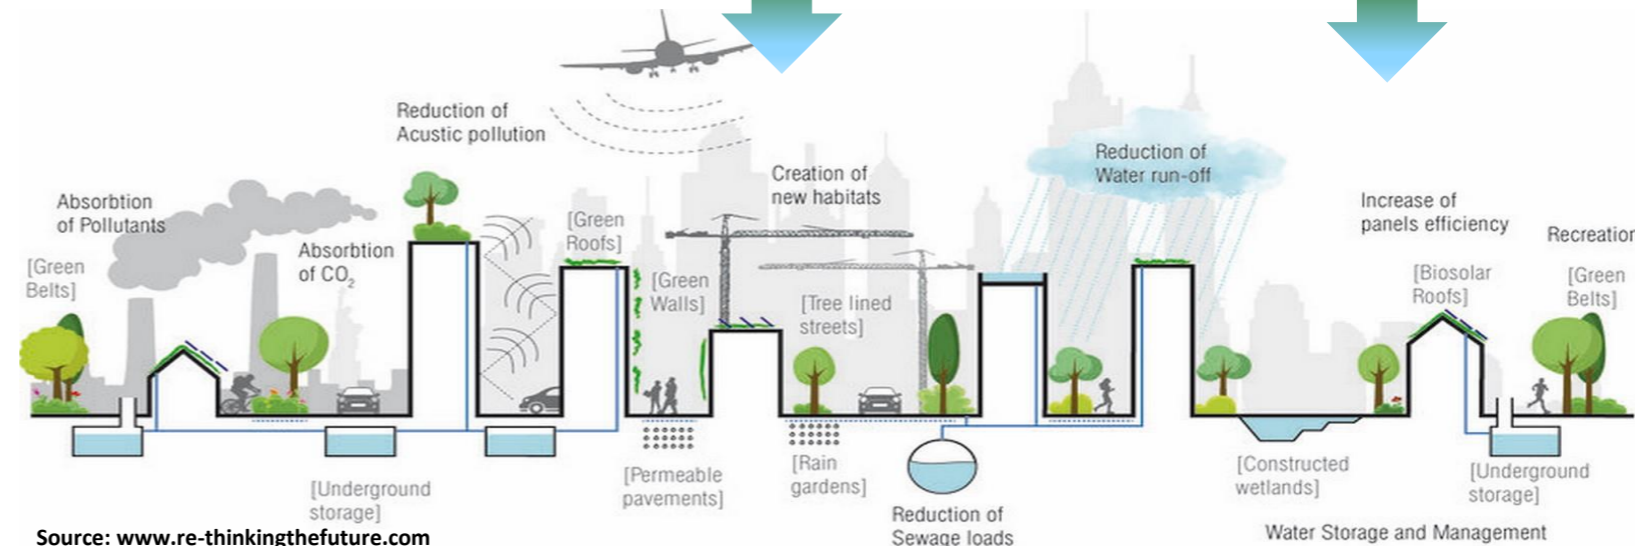 Reduction of
Acustic pollution
Absorbtion
of Pollutants
[Green
Belts]
Absorbtion
of CO2
[Green
Roofs]
[Green
Walls]
Creation of
new habitats
[Tree lined
streets]
Reduction of
Water run-off
Increase of
panels efficiency
Recreation
[Biosolar
Roofs]
[Green
Belts]
[Underground
storage]
[Permeable
pavements]
[Rain
gardens]
Reduction of
Sewage loads
[Constructed
wetlands]
[Underground
storage]
Water Storage and Management
Source: www.re-thinkingthefuture.com